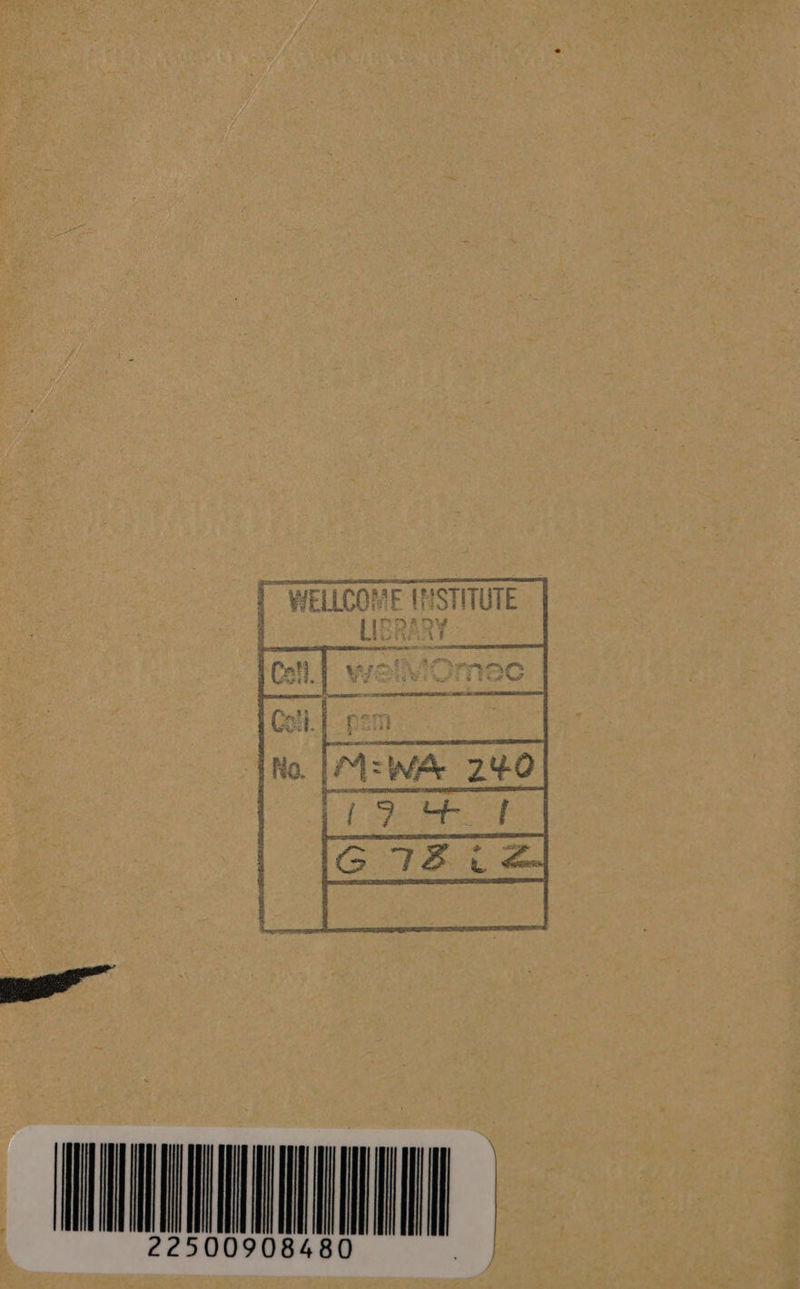 WELLCOME INSTITUTE
LIBRARY
Coll. welMOmec
Coll. pam
No. M:WA 240
1941
G78i2
22500908480